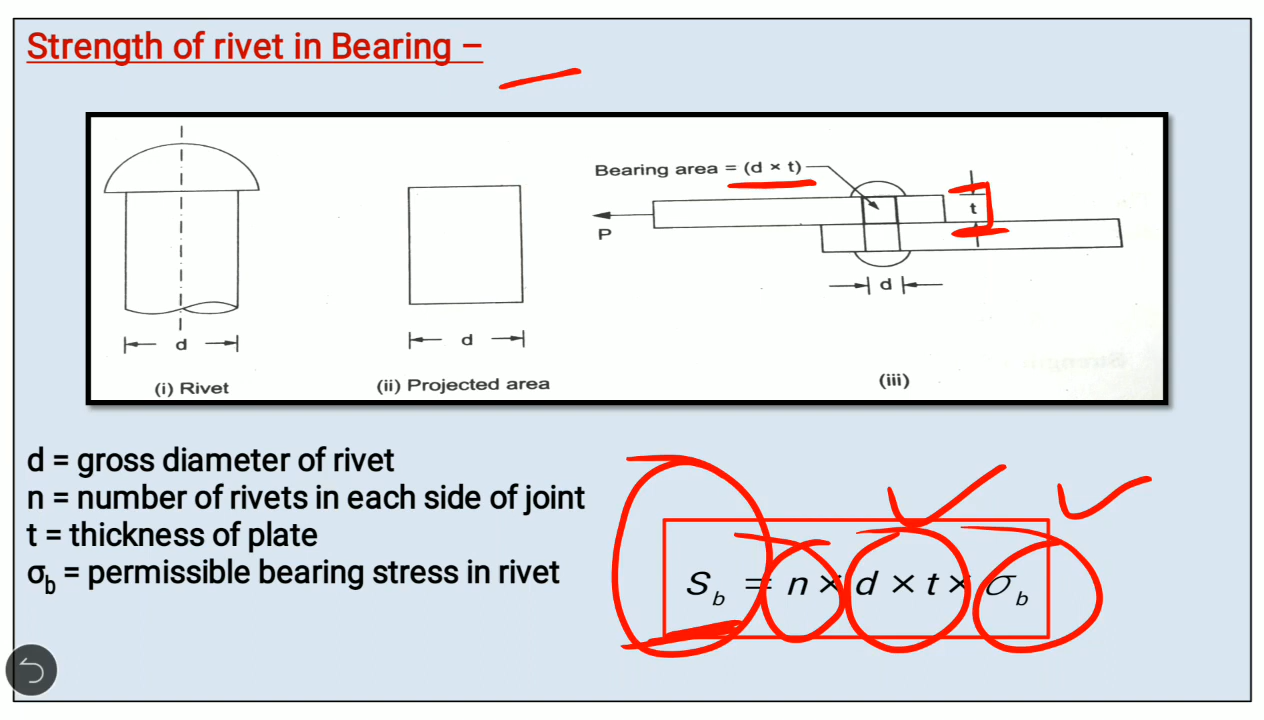 Strength of rivet in Bearing –
Bearing area = (d × t)
t
P
d
d
d
(i) Rivet
(ii) Projected area
(iii)
d = gross diameter of rivet
n = number of rivets in each side of joint
t = thickness of plate
σb = permissible bearing stress in rivet
Sb = n × d × t × σb